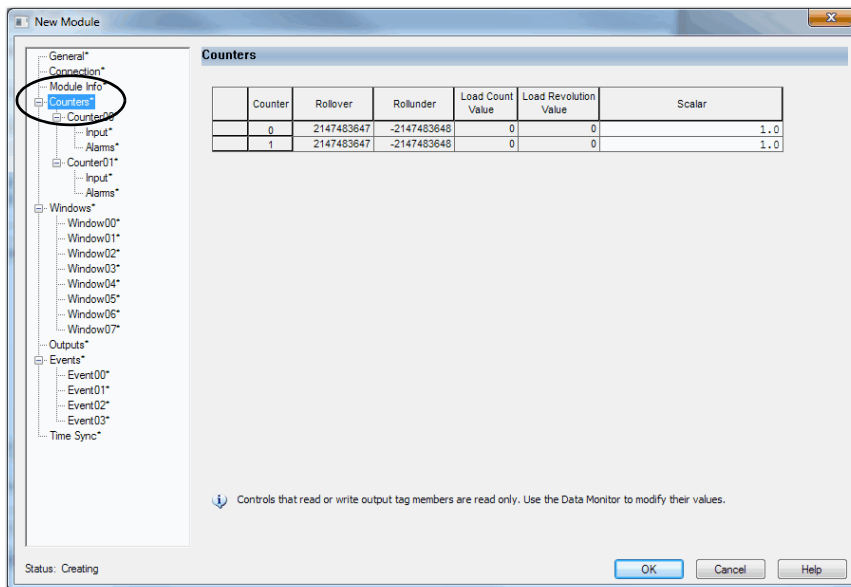 New Module
General*
Connection*
Module Info*
Counters*
Counter00*
Input*
Alarms*
Counter01*
Input*
Alarms*
Windows*
Window00*
Window01*
Window02*
Window03*
Window04*
Window05*
Window06*
Window07*
Outputs*
Events*
Event00*
Event01*
Event02*
Event03*
Time Sync*
Counters
Counter Rollover Rollunder Load Count Value Load Revolution Value Scalar
0 2147483647 -2147483648 0 0 1.0
1 2147483647 -2147483648 0 0 1.0
Controls that read or write output tag members are read only. Use the Data Monitor to modify their values.
Status: Creating
OK Cancel Help